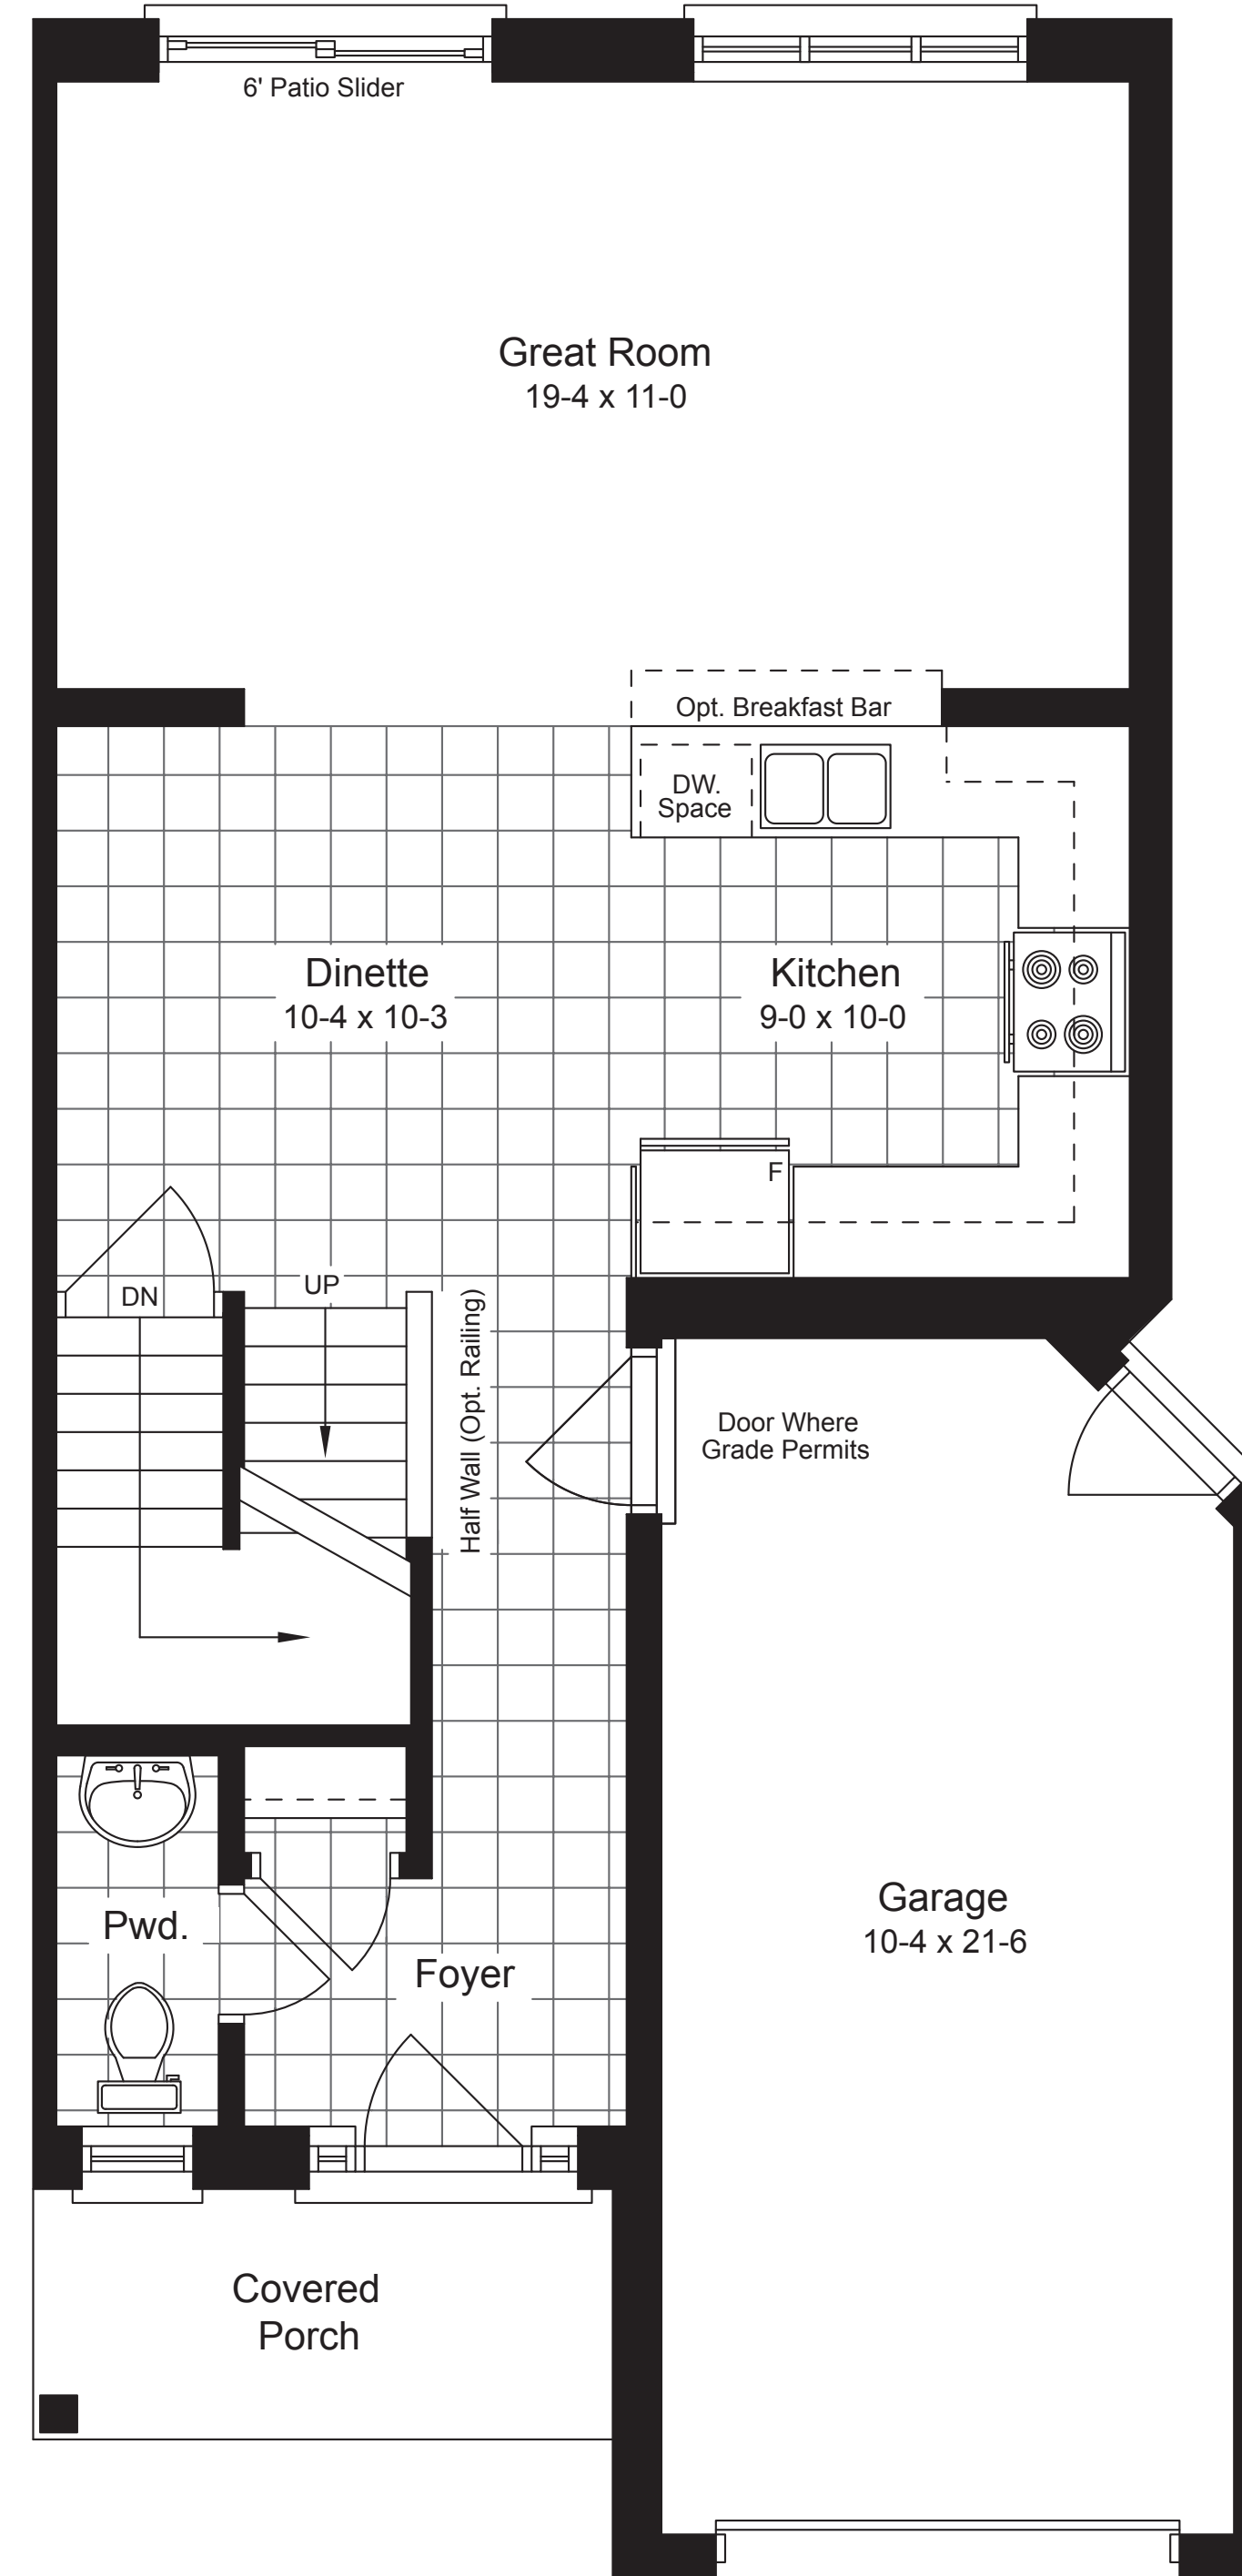 6' Patio Slider
Great Room
19-4 x 11-0
Opt. Breakfast Bar
DW.
Space
Dinette
10-4 x 10-3
Kitchen
9-0 x 10-0
F
DN
UP
Half Wall (Opt. Railing)
Door Where
Grade Permits
Garage
10-4 x 21-6
Pwd.
Foyer
Covered
Porch